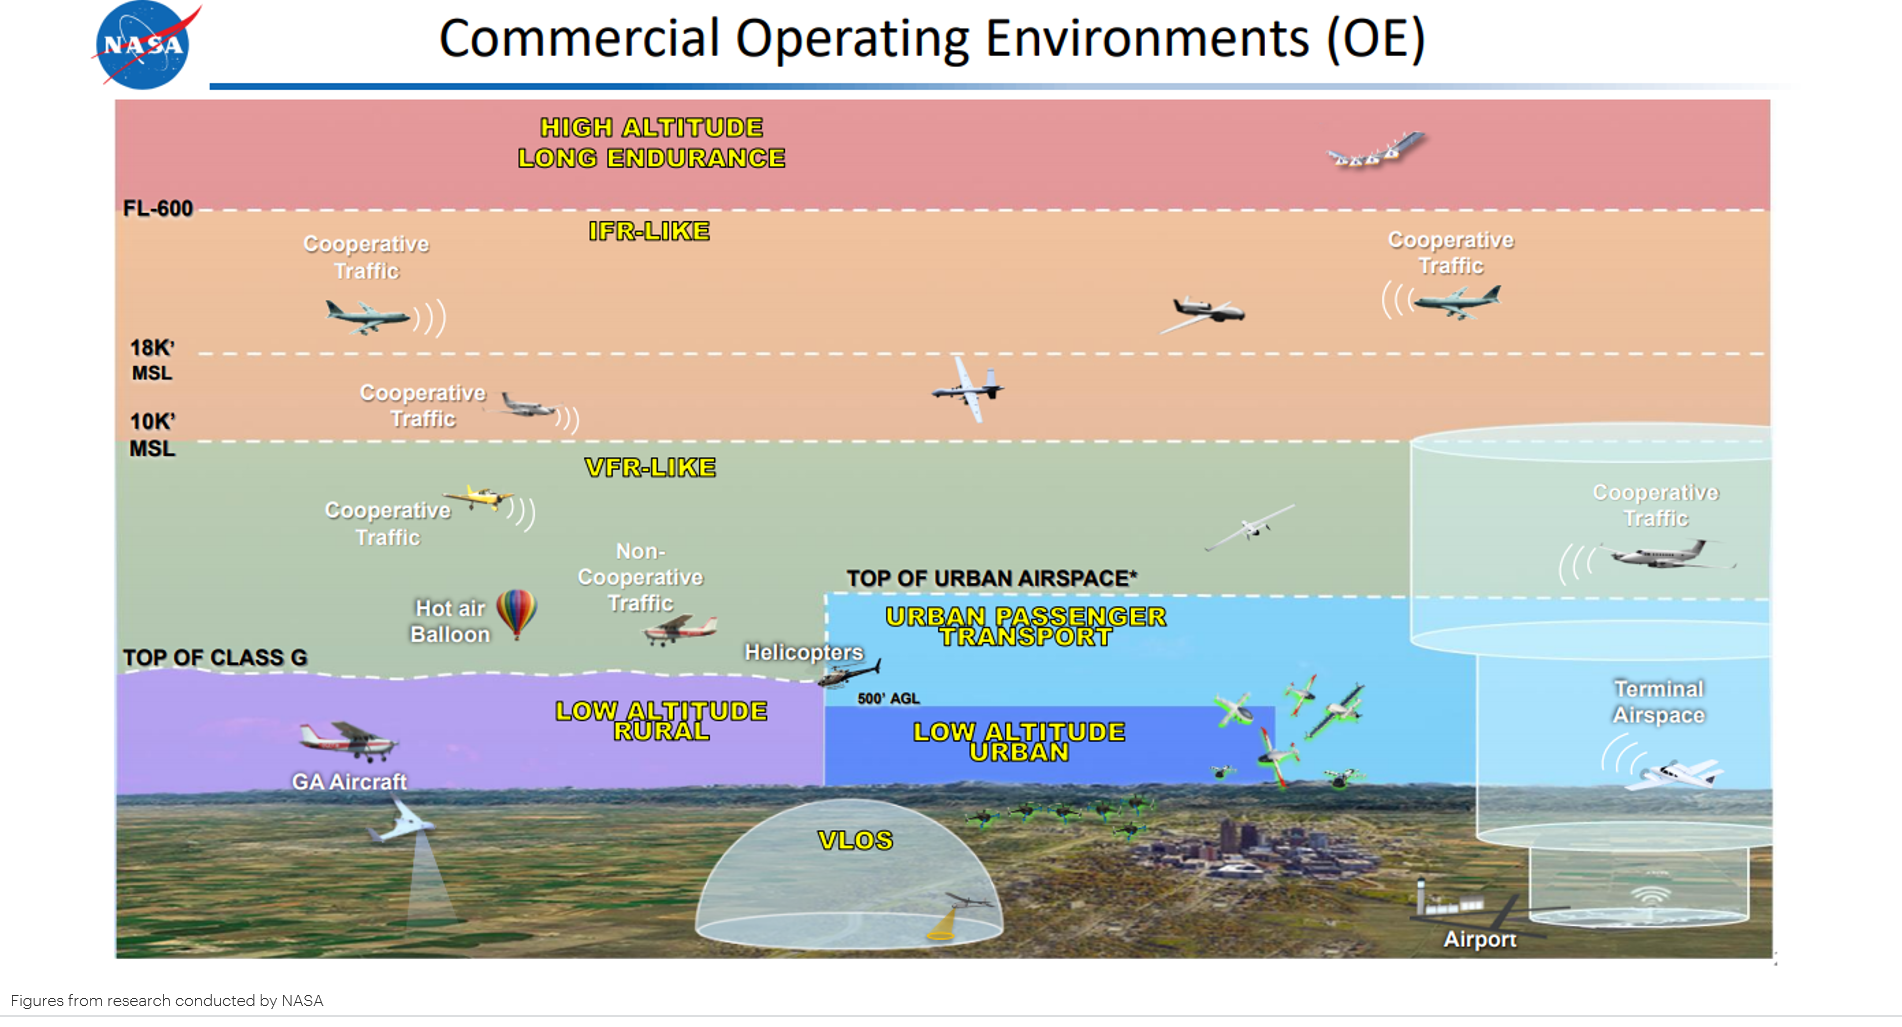 NASA
Commercial Operating Environments (OE)
HIGH ALTITUDE
LONG ENDURANCE
FL-600
IFR-LIKE
Cooperative
Traffic
Cooperative
Traffic
18K'
MSL
Cooperative
Traffic
10K'
MSL
VFR-LIKE
Cooperative
Traffic
Cooperative
Traffic
Non-
Cooperative
Traffic
TOP OF URBAN AIRSPACE*
Hot air
Balloon
URBAN PASSENGER
TRANSPORT
Helicopters
TOP OF CLASS G
500' AGL
Terminal
Airspace
LOW ALTITUDE
RURAL
LOW ALTITUDE
URBAN
GA Aircraft
VLOS
Airport
Figures from research conducted by NASA